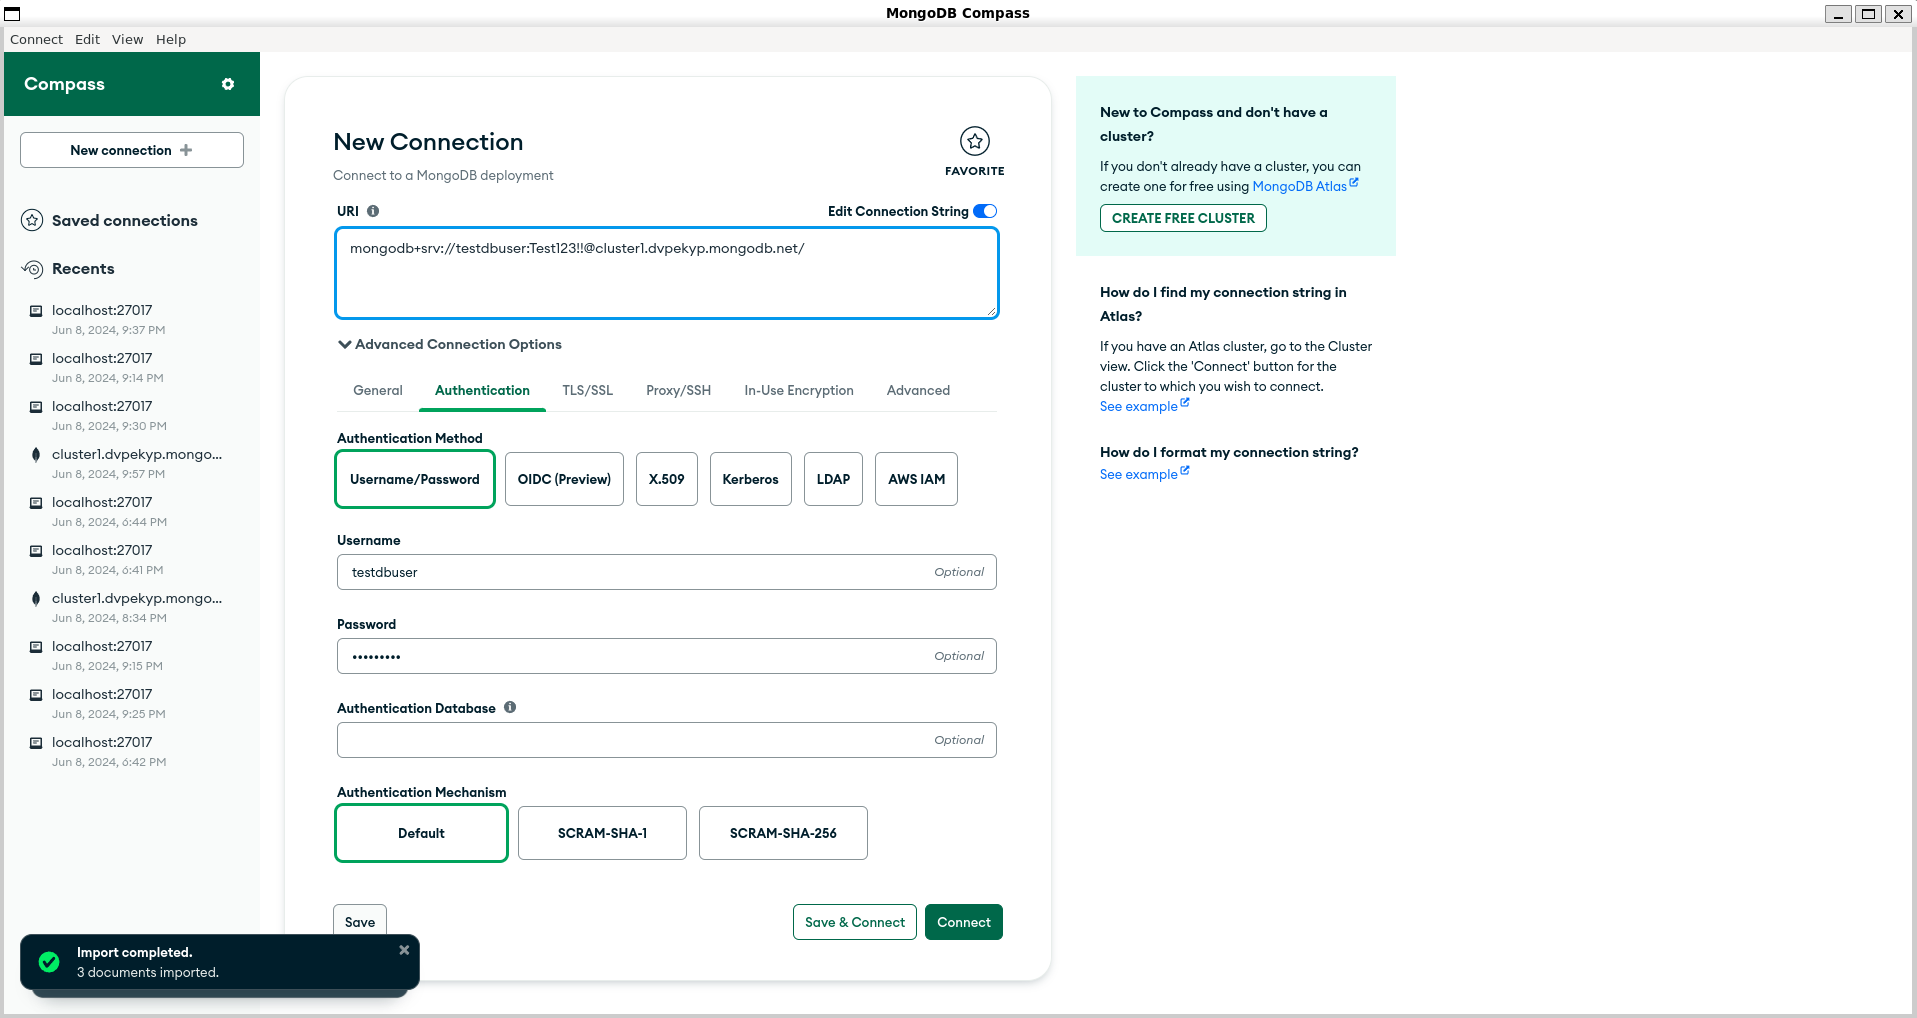 MongoDB Compass
Connect Edit View Help
Compass
New connection
Saved connections
Recents
localhost:27017
Jun 8, 2024, 9:37 PM
localhost:27017
Jun 8, 2024, 9:14 PM
localhost:27017
Jun 8, 2024, 9:30 PM
cluster1.dvpekyp.mongo...
Jun 8, 2024, 9:57 PM
localhost:27017
Jun 8, 2024, 6:44 PM
localhost:27017
Jun 8, 2024, 6:41 PM
cluster1.dvpekyp.mongo...
Jun 8, 2024, 8:34 PM
localhost:27017
Jun 8, 2024, 9:15 PM
localhost:27017
Jun 8, 2024, 9:25 PM
localhost:27017
Jun 8, 2024, 6:42 PM
New Connection
FAVORITE
Connect to a MongoDB deployment
URI
Edit Connection String
mongodb+srv://testdbuser:Test123!!@cluster1.dvpekyp.mongodb.net/
Advanced Connection Options
General Authentication TLS/SSL Proxy/SSH In-Use Encryption Advanced
Authentication Method
Username/Password OIDC (Preview) X.509 Kerberos LDAP AWS IAM
Username
testdbuser Optional
Password
••••••••• Optional
Authentication Database
Optional
Authentication Mechanism
Default SCRAM-SHA-1 SCRAM-SHA-256
Save Save & Connect Connect
Import completed.
3 documents imported.
New to Compass and don't have a
cluster?
If you don't already have a cluster, you can
create one for free using MongoDB Atlas
CREATE FREE CLUSTER
How do I find my connection string in
Atlas?
If you have an Atlas cluster, go to the Cluster
view. Click the 'Connect' button for the
cluster to which you wish to connect.
See example
How do I format my connection string?
See example